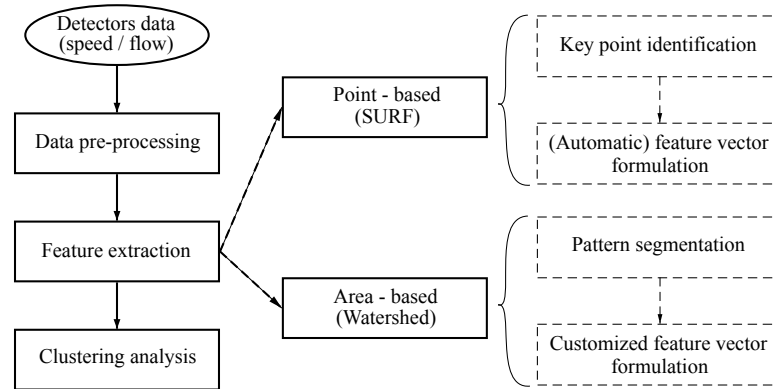 Detectors data
(speed / flow)
Data pre-processing
Feature extraction
Clustering analysis
Point - based
(SURF)
Area - based
(Watershed)
Key point identification
(Automatic) feature vector
formulation
Pattern segmentation
Customized feature vector
formulation